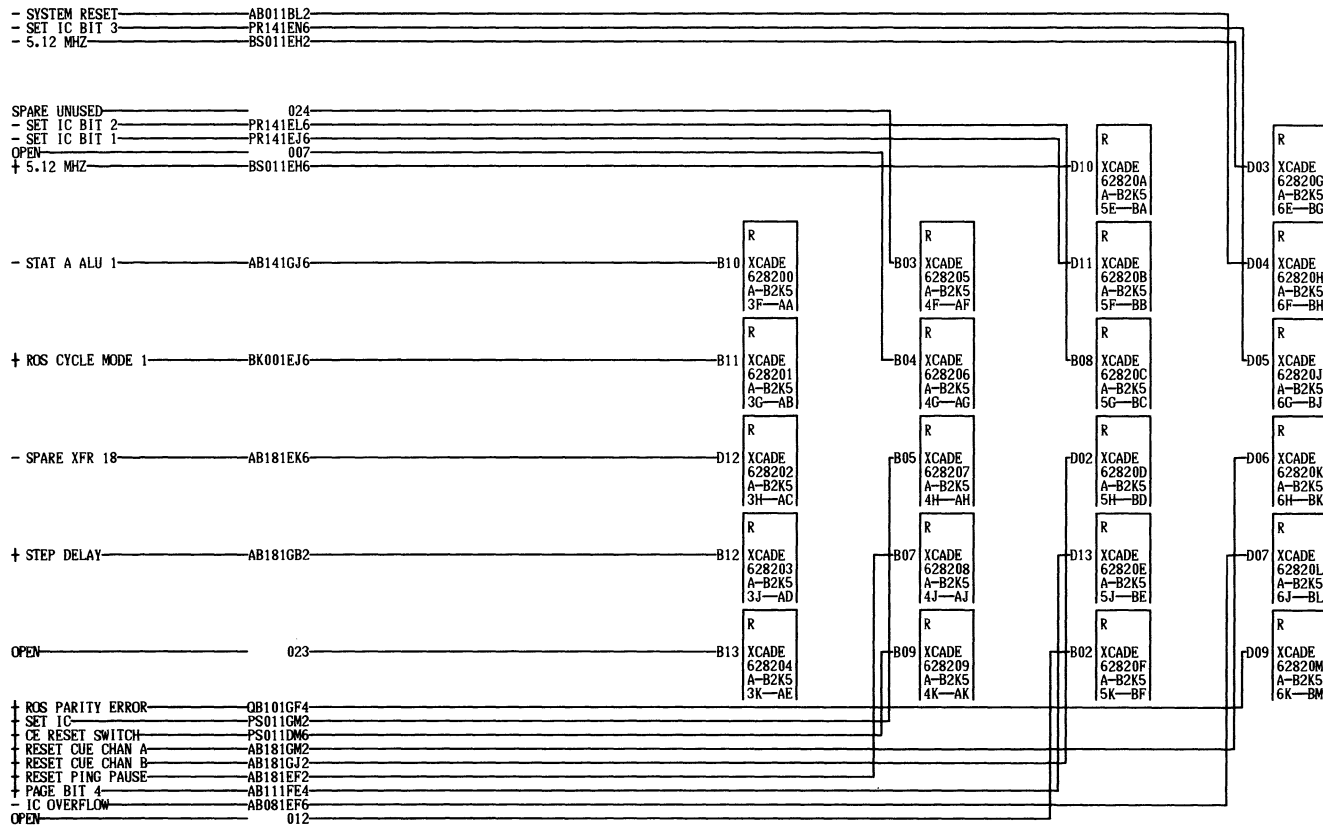 - SYSTEM RESET AB011BL2
- SET IC BIT 3 PR141EN6
- 5.12 MHZ BS011EH2
SPARE UNUSED 024
- SET IC BIT 2 PR141EL6
- SET IC BIT 1 PR141EJ6
OPEN 007
+ 5.12 MHZ BS011EH6
- STAT A ALU 1 AB141GJ6
+ ROS CYCLE MODE 1 BK001EJ6
- SPARE XFR 18 AB181EK6
+ STEP DELAY AB181GB2
OPEN 023
+ ROS PARITY ERROR QB101GF4
+ SET IC PS011GM2
+ CE RESET SWITCH PS011DM6
+ RESET CUE CHAN A AB181GM2
+ RESET CUE CHAN B AB181GJ2
+ RESET PING PAUSE AB181EF2
+ PAGE BIT 4 AB111FE4
- IC OVERFLOW AB081EF6
OPEN 012
B10
R
XCADE
628200
A-B2K5
3F—AA
B11
R
XCADE
628201
A-B2K5
3G—AB
D12
R
XCADE
628202
A-B2K5
3H—AC
B12
R
XCADE
628203
A-B2K5
3J—AD
B13
R
XCADE
628204
A-B2K5
3K—AE
B03
R
XCADE
628205
A-B2K5
4F—AF
B04
R
XCADE
628206
A-B2K5
4G—AG
B05
R
XCADE
628207
A-B2K5
4H—AH
B07
R
XCADE
628208
A-B2K5
4J—AJ
B09
R
XCADE
628209
A-B2K5
4K—AK
D10
R
XCADE
62820A
A-B2K5
5E—BA
D11
R
XCADE
62820B
A-B2K5
5F—BB
B08
R
XCADE
62820C
A-B2K5
5G—BC
D02
R
XCADE
62820D
A-B2K5
5H—BD
D13
R
XCADE
62820E
A-B2K5
5J—BE
B02
R
XCADE
62820F
A-B2K5
5K—BF
D03
R
XCADE
62820G
A-B2K5
6E—BG
D04
R
XCADE
62820H
A-B2K5
6F—BH
D05
R
XCADE
62820J
A-B2K5
6G—BJ
D06
R
XCADE
62820K
A-B2K5
6H—BK
D07
R
XCADE
62820L
A-B2K5
6J—BL
D09
R
XCADE
62820M
A-B2K5
6K—BM